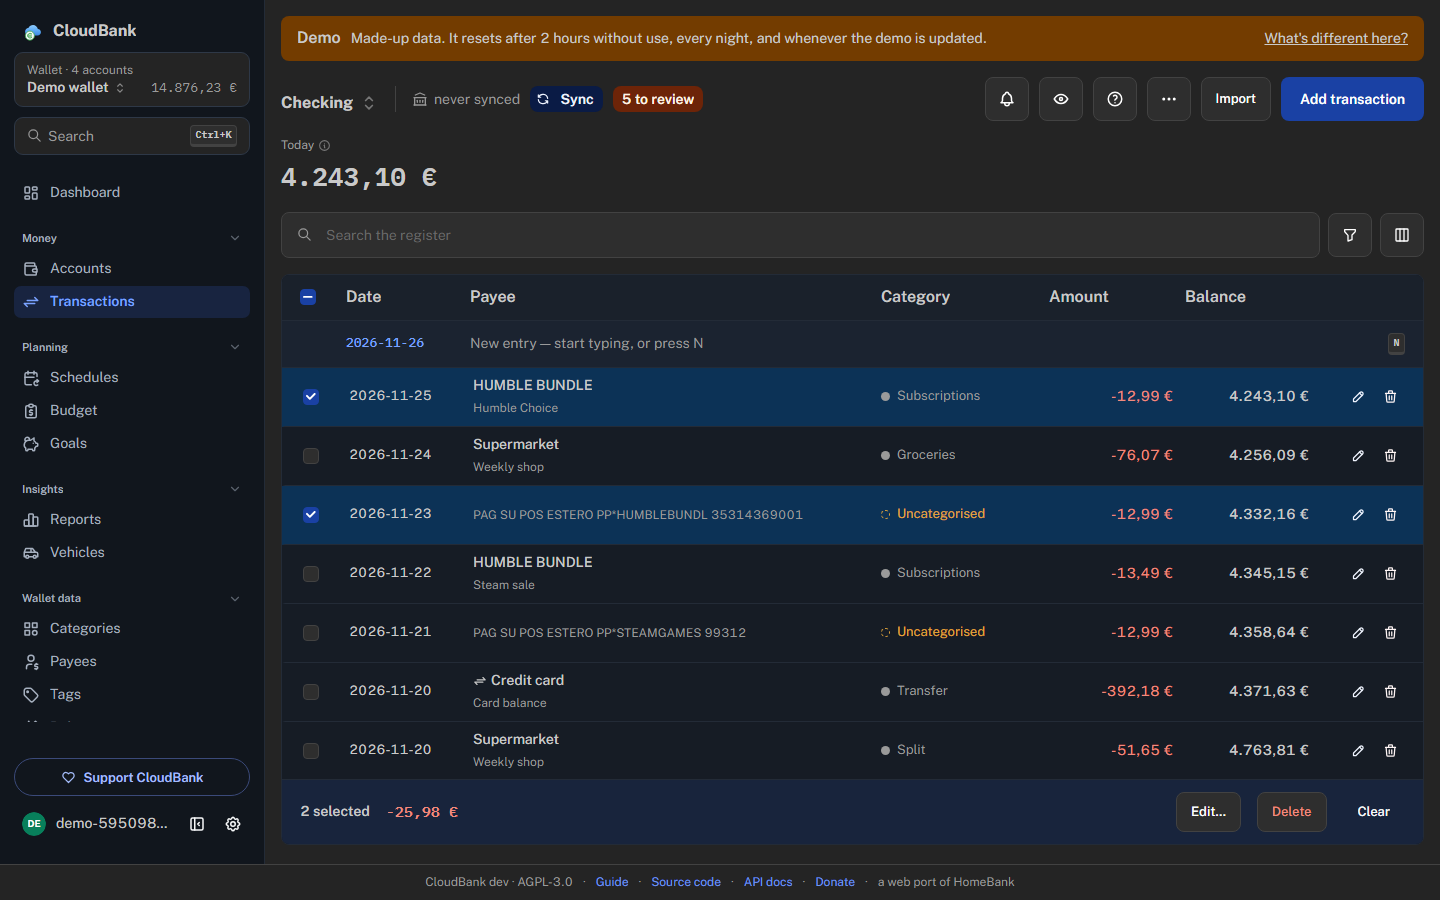 CloudBank
Wallet · 4 accounts
Demo wallet 14.876,23 €
Search Ctrl+K
Dashboard
Money
Accounts
Transactions
Planning
Schedules
Budget
Goals
Insights
Reports
Vehicles
Wallet data
Categories
Payees
Tags
Support CloudBank
DE demo-595098...
Demo Made-up data. It resets after 2 hours without use, every night, and whenever the demo is updated. What's different here?
Checking never synced Sync 5 to review Import Add transaction
Today
4.243,10 €
Search the register
Date Payee Category Amount Balance
2026-11-26 New entry — start typing, or press N N
2026-11-25 HUMBLE BUNDLE Subscriptions -12,99 € 4.243,10 €
Humble Choice
2026-11-24 Supermarket Groceries -76,07 € 4.256,09 €
Weekly shop
2026-11-23 PAG SU POS ESTERO PP*HUMBLEBUNDL 35314369001 Uncategorised -12,99 € 4.332,16 €
2026-11-22 HUMBLE BUNDLE Subscriptions -13,49 € 4.345,15 €
Steam sale
2026-11-21 PAG SU POS ESTERO PP*STEAMGAMES 99312 Uncategorised -12,99 € 4.358,64 €
2026-11-20 Credit card Transfer -392,18 € 4.371,63 €
Card balance
2026-11-20 Supermarket Split -51,65 € 4.763,81 €
Weekly shop
2 selected -25,98 € Edit... Delete Clear
CloudBank dev · AGPL-3.0 · Guide · Source code · API docs · Donate · a web port of HomeBank